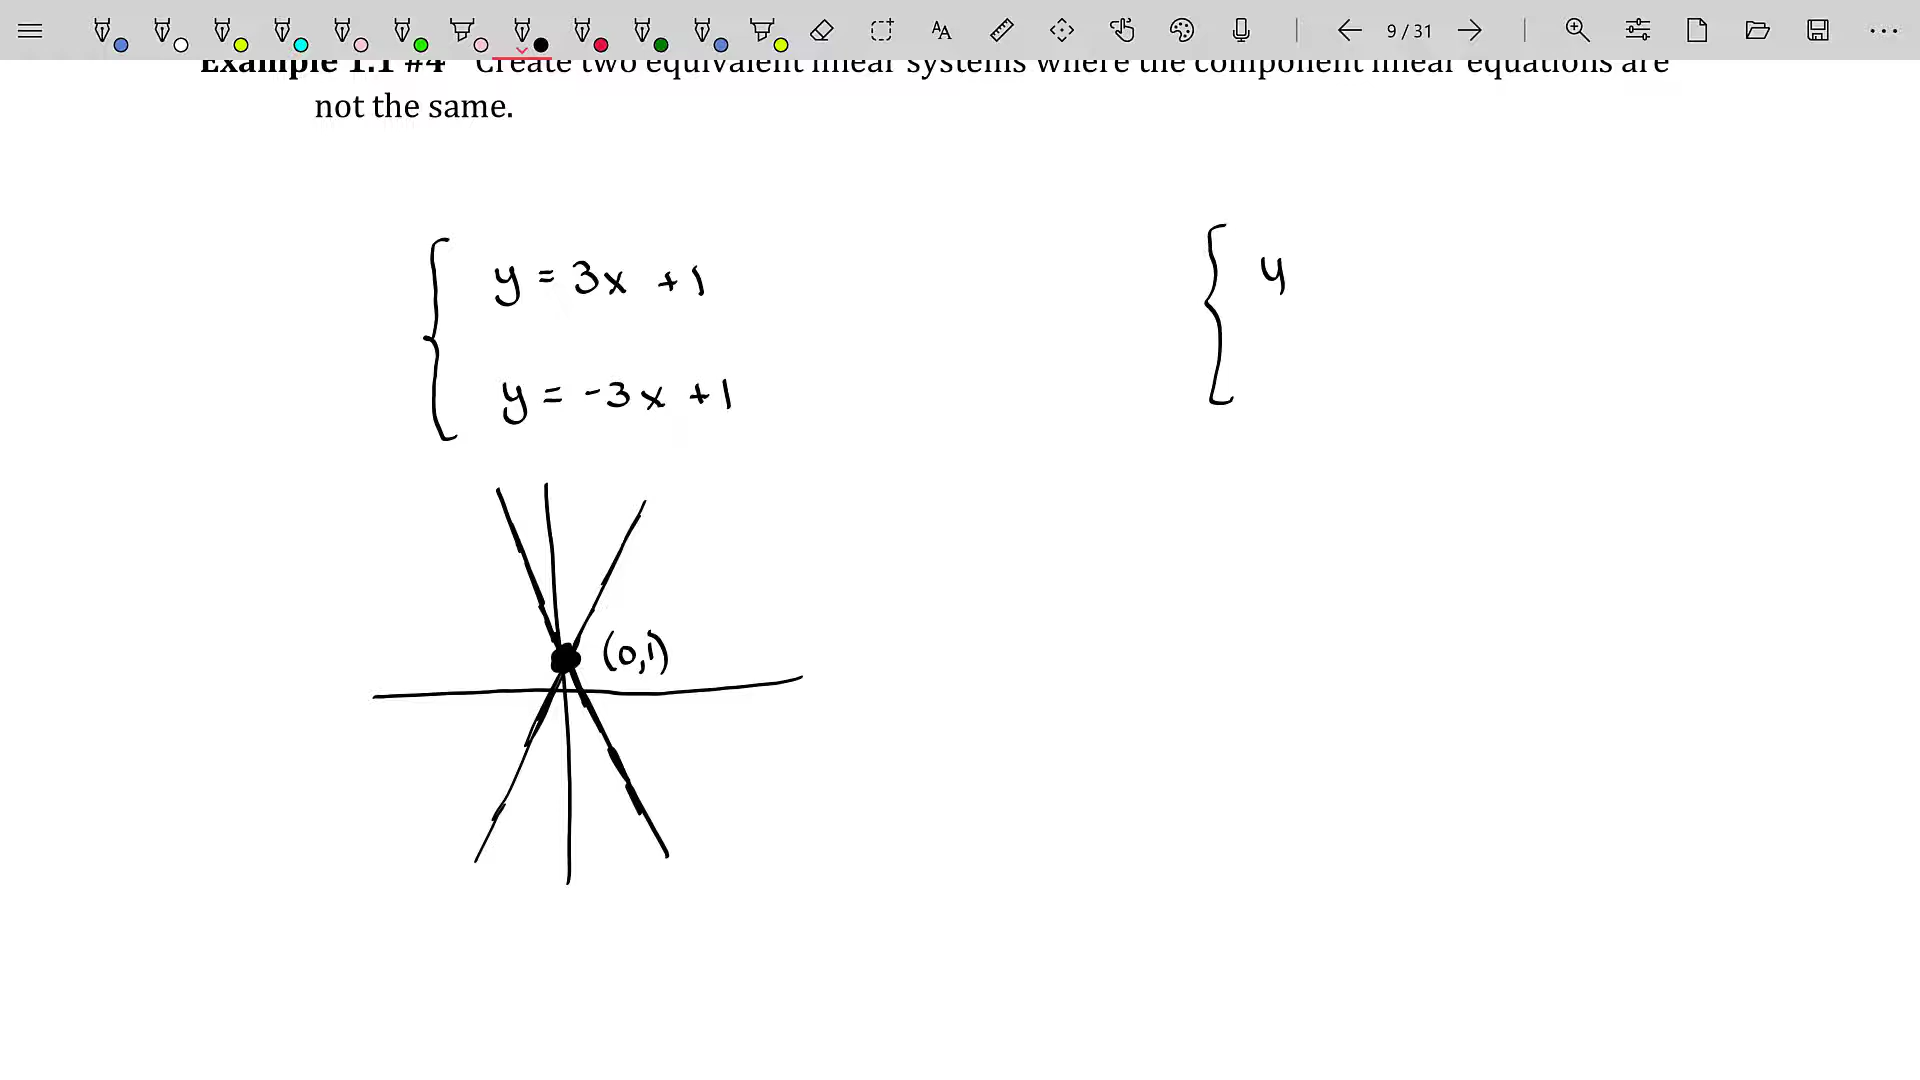 9 / 31
Example 1.1 #4 Create two equivalent linear systems where the component linear equations are
not the same.
y = 3x + 1
y = -3x + 1
(0,1)
y